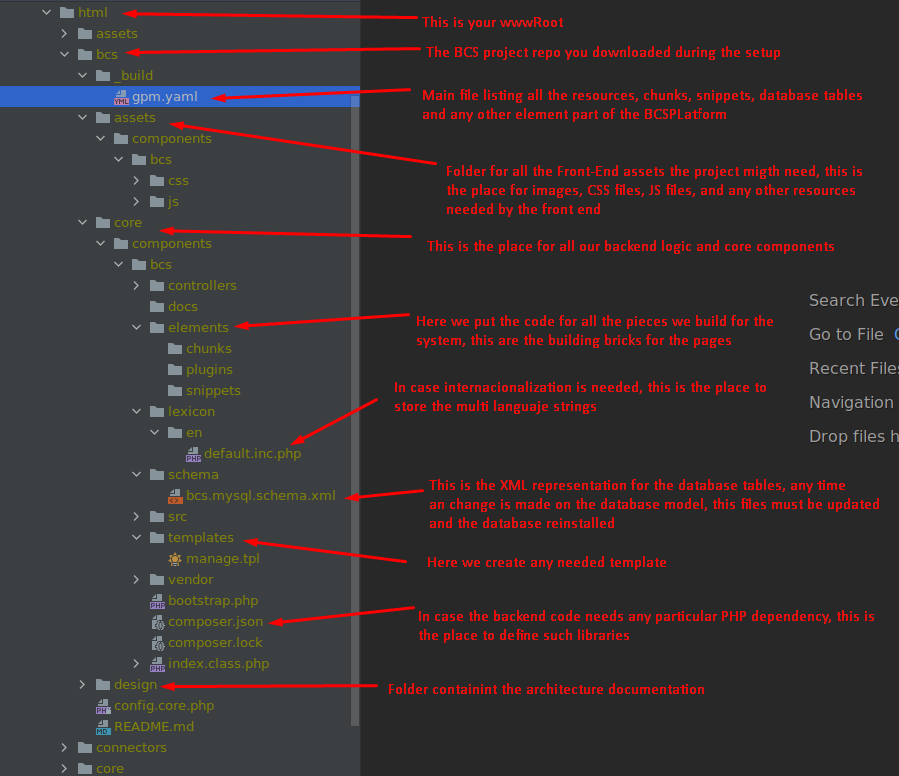 html
This is your wwwRoot
assets
bcs
The BCS project repo you downloaded during the setup
_build
gpm.yaml
Main file listing all the resources, chunks, snippets, database tables
and any other element part of the BCSPLatform
assets
components
bcs
css
js
Folder for all the Front-End assets the project migth need, this is
the place for images, CSS files, JS files, and any other resources
needed by the front end
core
components
This is the place for all our backend logic and core components
bcs
controllers
docs
elements
Here we put the code for all the pieces we build for the
system, this are the building bricks for the pages
chunks
plugins
snippets
In case internacionalization is needed, this is the place to
store the multi languaje strings
lexicon
en
default.inc.php
schema
bcs.mysql.schema.xml
This is the XML representation for the database tables, any time
an change is made on the database model, this files must be updated
and the database reinstalled
src
templates
manage.tpl
Here we create any needed template
vendor
bootstrap.php
composer.json
In case the backend code needs any particular PHP dependency, this is
the place to define such libraries
composer.lock
index.class.php
design
Folder containint the architecture documentation
config.core.php
README.md
connectors
core
Search Eve
Go to File
Recent Files
Navigation
Drop files h